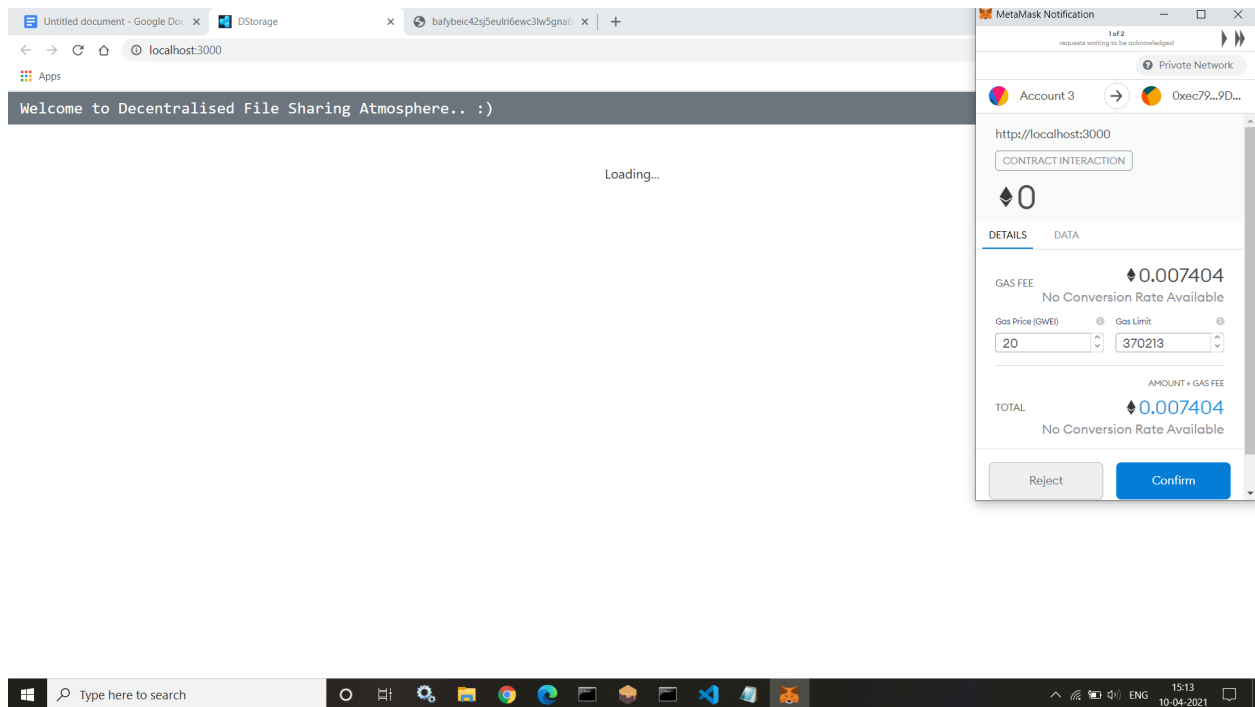 Untitled document - Google Doc
DStorage
bafybeic42sj5eulri6ewc3lw5gna6
localhost:3000
Apps
Welcome to Decentralised File Sharing Atmosphere.. :)
Loading...
MetaMask Notification
1 of 2
requests waiting to be acknowledged
Private Network
Account 3
0xec79...9D...
http://localhost:3000
CONTRACT INTERACTION
0
DETAILS DATA
GAS FEE
0.007404
No Conversion Rate Available
Gas Price (GWEI) Gas Limit
20 370213
AMOUNT + GAS FEE
TOTAL
0.007404
No Conversion Rate Available
Reject Confirm
Type here to search
ENG
15:13
10-04-2021